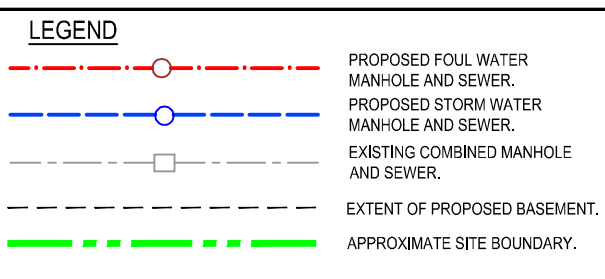 LEGEND
PROPOSED FOUL WATER
MANHOLE AND SEWER.
PROPOSED STORM WATER
MANHOLE AND SEWER.
EXISTING COMBINED MANHOLE
AND SEWER.
EXTENT OF PROPOSED BASEMENT.
APPROXIMATE SITE BOUNDARY.